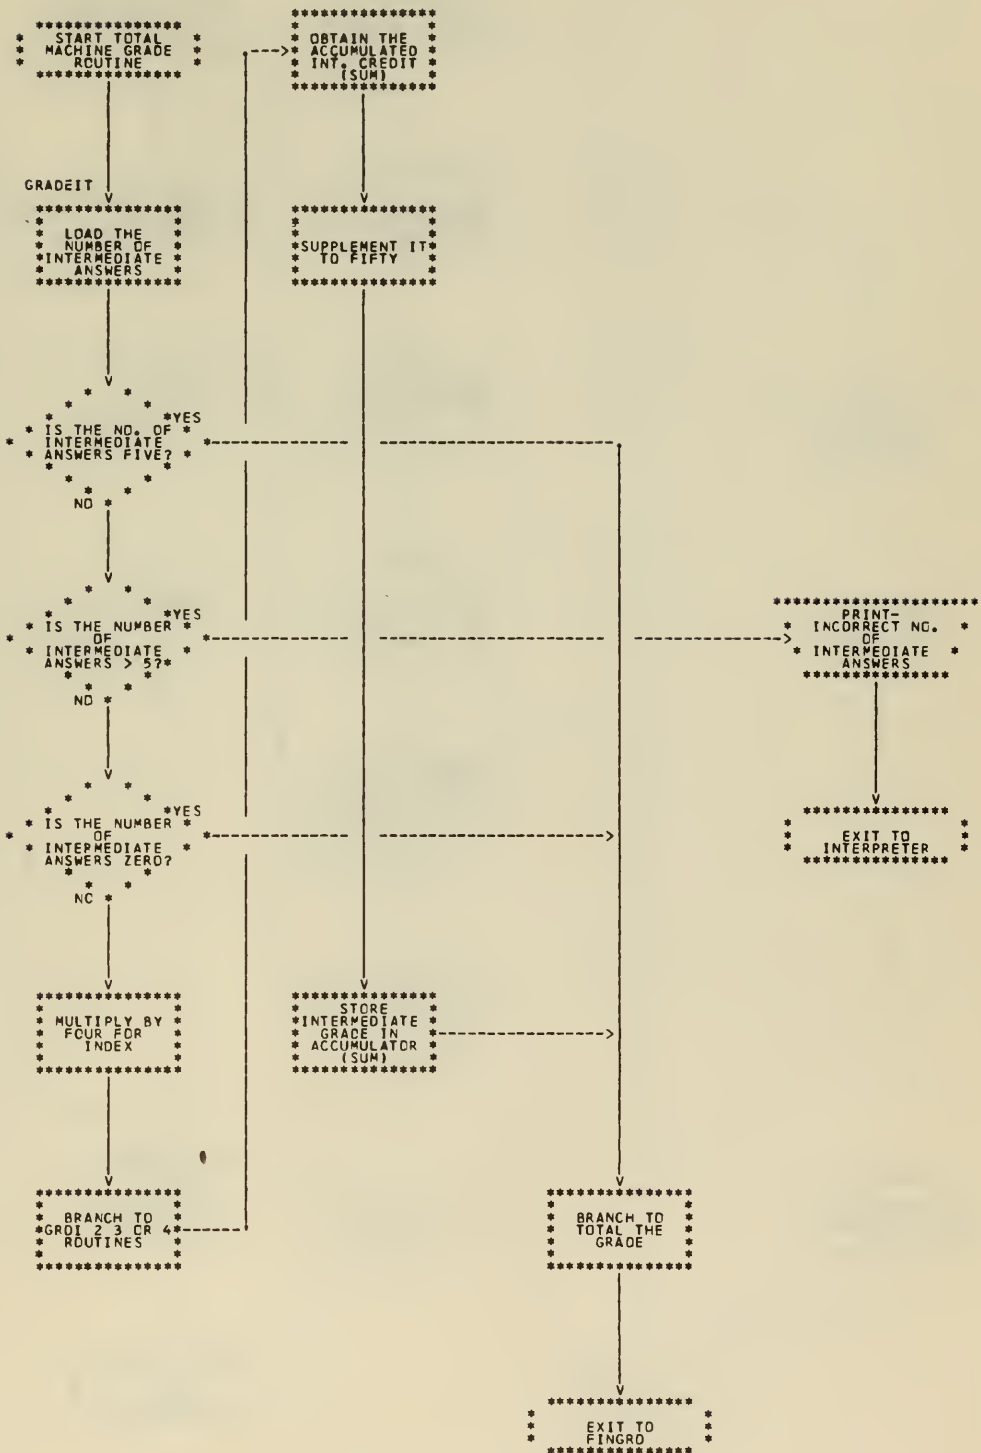 START TOTAL
MACHINE GRADE
ROUTINE
GRADEIT
LOAD THE
NUMBER OF
INTERMEDIATE
ANSWERS
YES
IS THE NO. OF
INTERMEDIATE
ANSWERS FIVE?
NO
YES
IS THE NUMBER
OF
INTERMEDIATE
ANSWERS > 5?
NO
YES
IS THE NUMBER
OF
INTERMEDIATE
ANSWERS ZERO?
NO
MULTIPLY BY
FOUR FOR
INDEX
BRANCH TO
GRDI 2 3 OR 4
ROUTINES
OBTAIN THE
ACCUMULATED
INT. CREDIT
(SUM)
SUPPLEMENT IT
TO FIFTY
STORE
INTERMEDIATE
GRADE IN
ACCUMULATOR
(SUM)
BRANCH TO
TOTAL THE
GRADE
EXIT TO
FINGRD
PRINT-
INCORRECT NO.
OF
INTERMEDIATE
ANSWERS
EXIT TO
INTERPRETER